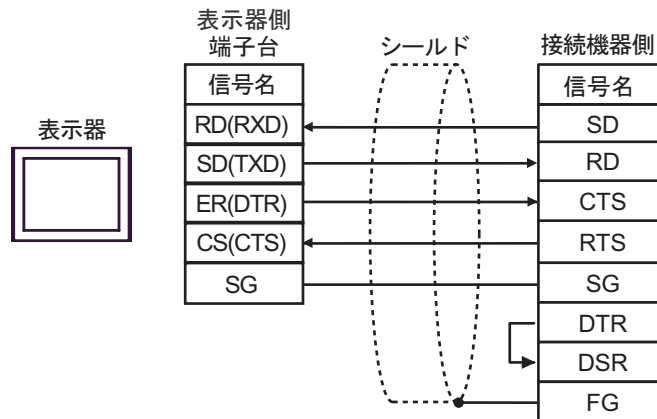 表示器
表示器側
端子台
信号名
RD(RXD)
SD(TXD)
ER(DTR)
CS(CTS)
SG
シールド
接続機器側
信号名
SD
RD
CTS
RTS
SG
DTR
DSR
FG